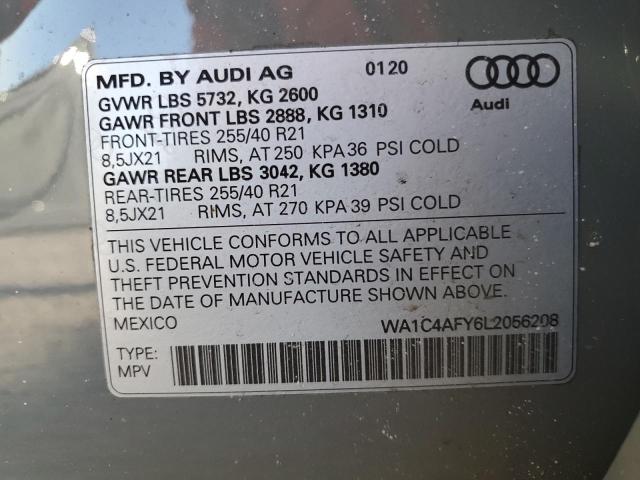 MFD. BY AUDI AG 0120
GVWR LBS 5732, KG 2600
GAWR FRONT LBS 2888, KG 1310
FRONT-TIRES 255/40 R21
8,5JX21 RIMS, AT 250 KPA 36 PSI COLD
GAWR REAR LBS 3042, KG 1380
REAR-TIRES 255/40 R21
8,5JX21 RIMS, AT 270 KPA 39 PSI COLD
Audi
THIS VEHICLE CONFORMS TO ALL APPLICABLE
U.S. FEDERAL MOTOR VEHICLE SAFETY AND
THEFT PREVENTION STANDARDS IN EFFECT ON
THE DATE OF MANUFACTURE SHOWN ABOVE.
MEXICO WA1C4AFY6L2056208
TYPE:
MPV